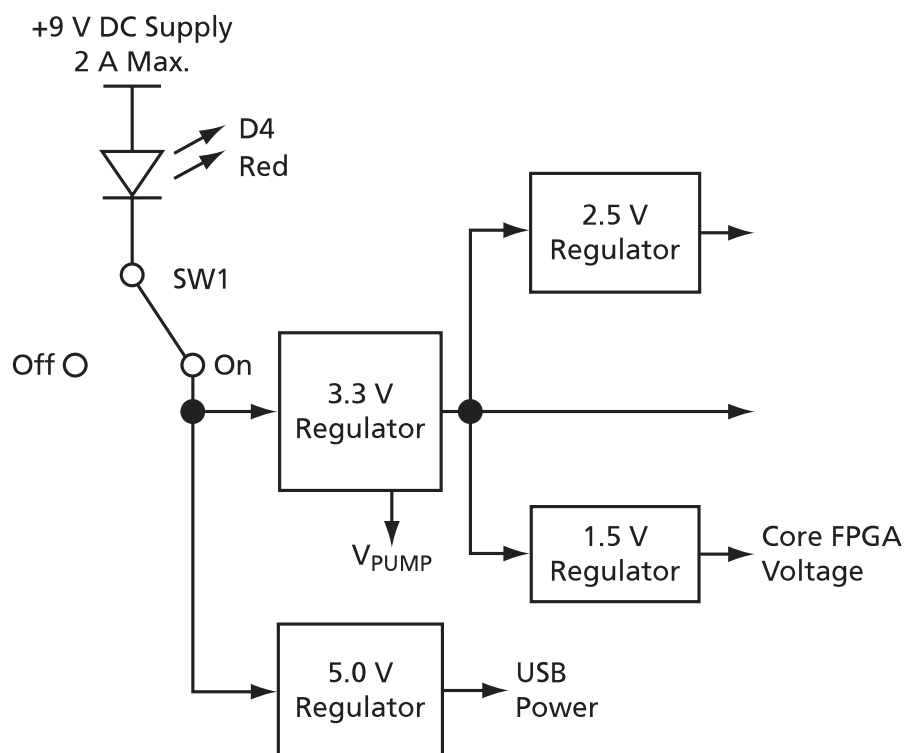 +9 V DC Supply
2 A Max.
D4
Red
SW1
Off
On
2.5 V
Regulator
3.3 V
Regulator
V PUMP
1.5 V
Regulator
Core FPGA
Voltage
5.0 V
Regulator
USB
Power